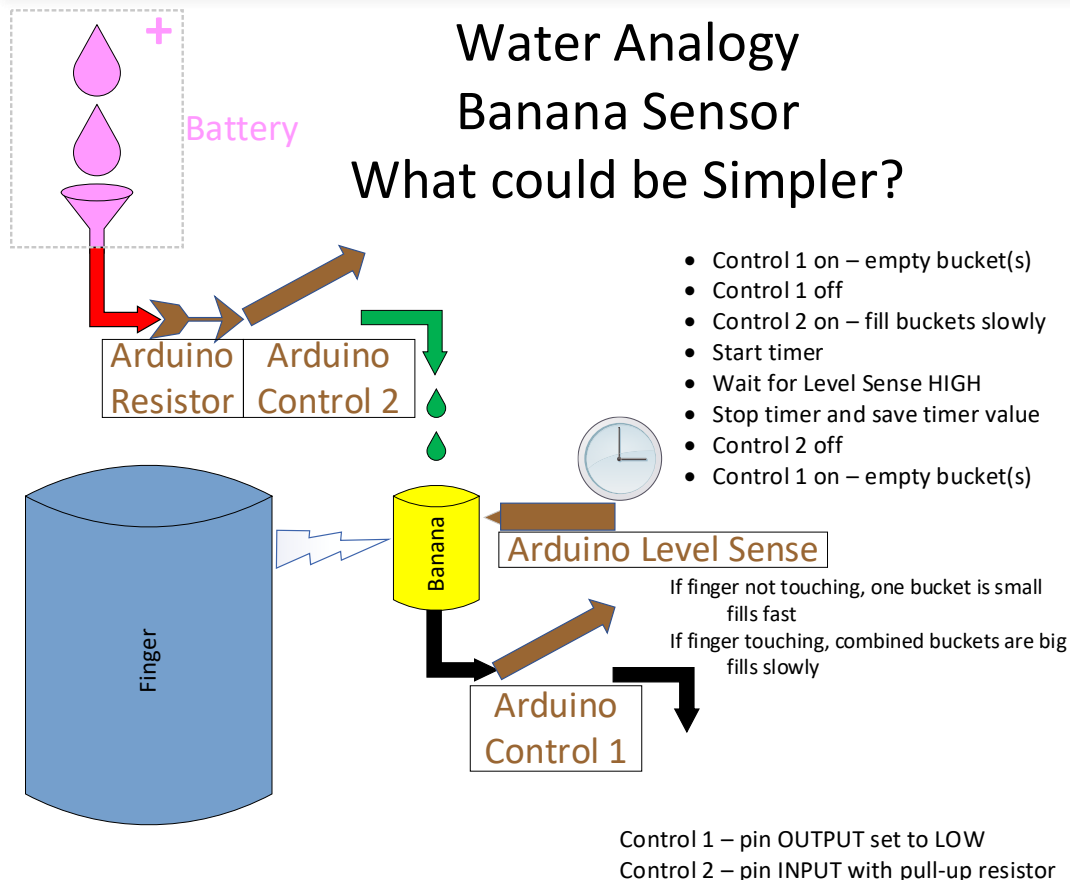 +
Battery
Water Analogy
Banana Sensor
What could be Simpler?
• Control 1 on – empty bucket(s)
• Control 1 off
• Control 2 on – fill buckets slowly
• Start timer
• Wait for Level Sense HIGH
• Stop timer and save timer value
• Control 2 off
• Control 1 on – empty bucket(s)
Arduino
Resistor
Arduino
Control 2
Finger
Banana
Arduino Level Sense
If finger not touching, one bucket is small
fills fast
If finger touching, combined buckets are big
fills slowly
Arduino
Control 1
Control 1 – pin OUTPUT set to LOW
Control 2 – pin INPUT with pull-up resistor